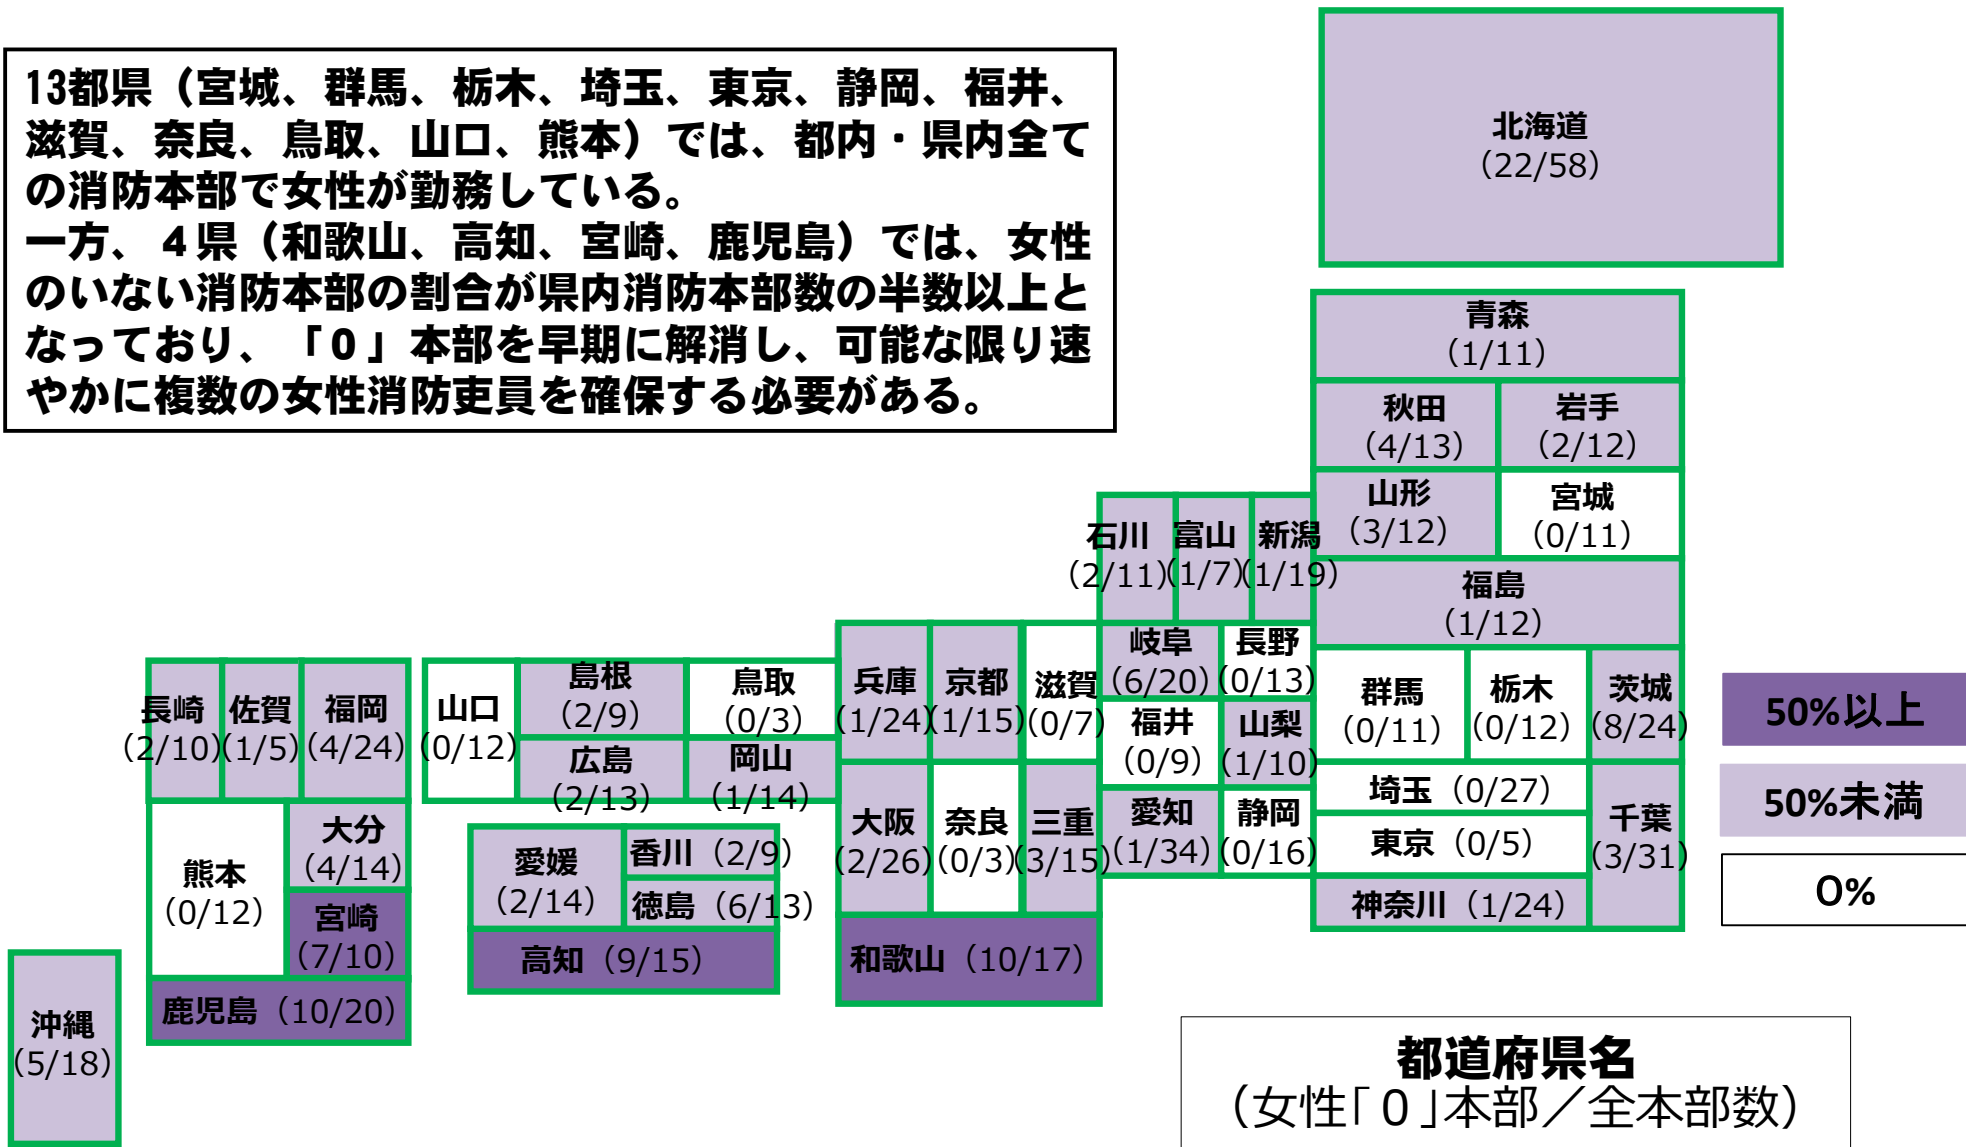 13都県（宮城、群馬、栃木、埼玉、東京、静岡、福井、
滋賀、奈良、鳥取、山口、熊本）では、都内・県内全て
の消防本部で女性が勤務している。
一方、４県（和歌山、高知、宮崎、鹿児島）では、女性
のいない消防本部の割合が県内消防本部数の半数以上と
なっており、「０」本部を早期に解消し、可能な限り速
やかに複数の女性消防吏員を確保する必要がある。
北海道
（22/58）
青森
（1/11）
秋田
（4/13）
岩手
（2/12）
山形
（3/12）
宮城
（0/11）
石川
（2/11）
富山
（1/7）
新潟
（1/19）
福島
（1/12）
長崎
（2/10）
佐賀
（1/5）
福岡
（4/24）
山口
（0/12）
島根
（2/9）
鳥取
（0/3）
広島
（2/13）
岡山
（1/14）
兵庫
（1/24）
京都
（1/15）
滋賀
（0/7）
岐阜
（6/20）
長野
（0/13）
福井
（0/9）
山梨
（1/10）
群馬
（0/11）
栃木
（0/12）
茨城
（8/24）
埼玉（0/27）
東京（0/5）
千葉
（3/31）
神奈川（1/24）
大阪
（2/26）
奈良
（0/3）
三重
（3/15）
愛知
（1/34）
静岡
（0/16）
和歌山（10/17）
愛媛
（2/14）
香川（2/9）
徳島（6/13）
高知（9/15）
熊本
（0/12）
大分
（4/14）
宮崎
（7/10）
鹿児島（10/20）
沖縄
（5/18）
50%以上
50%未満
0%
都道府県名
（女性「０」本部／全本部数）